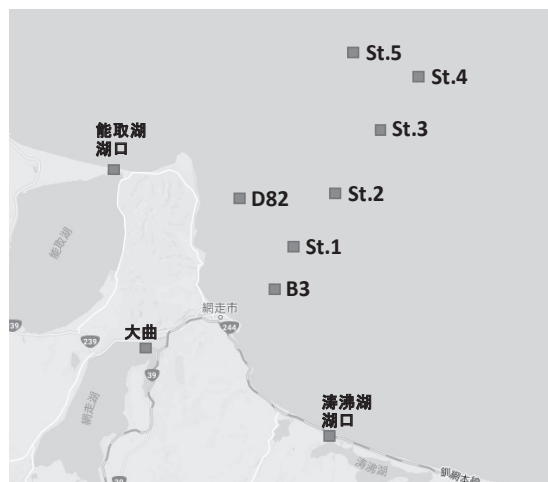 St.5
St.4
St.3
能取湖
湖口
St.2
D82
能取湖
St.1
B3
網走市
39
244
大曲
239
39
網走湖
濤沸湖
湖口
濤沸湖
釧網本線
39